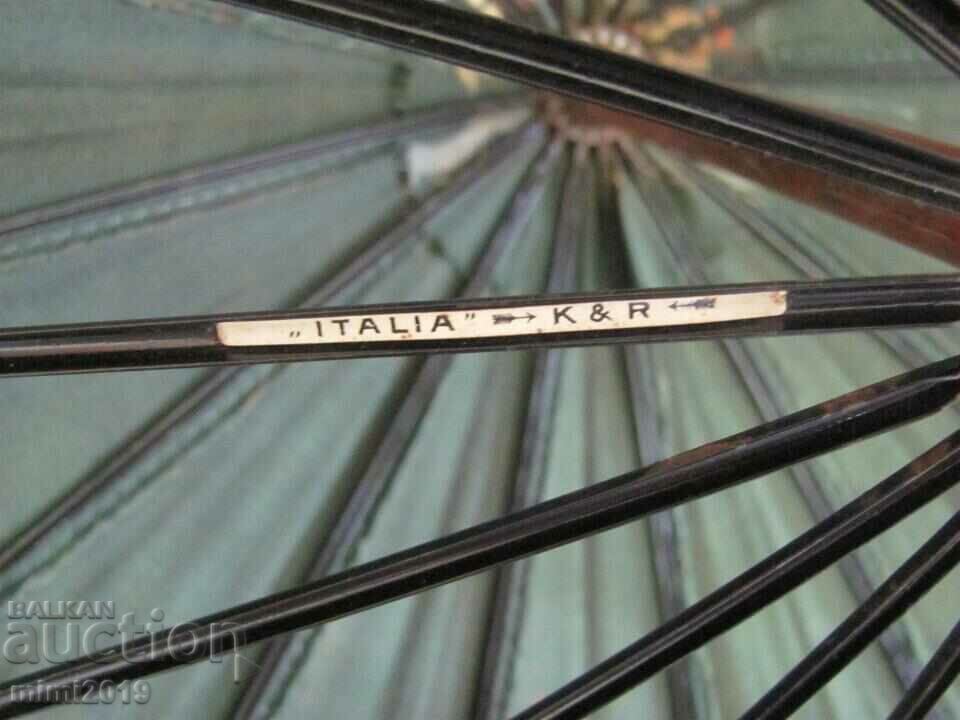 „ITALIA" K & R
BALKAN
auction
mimi2019